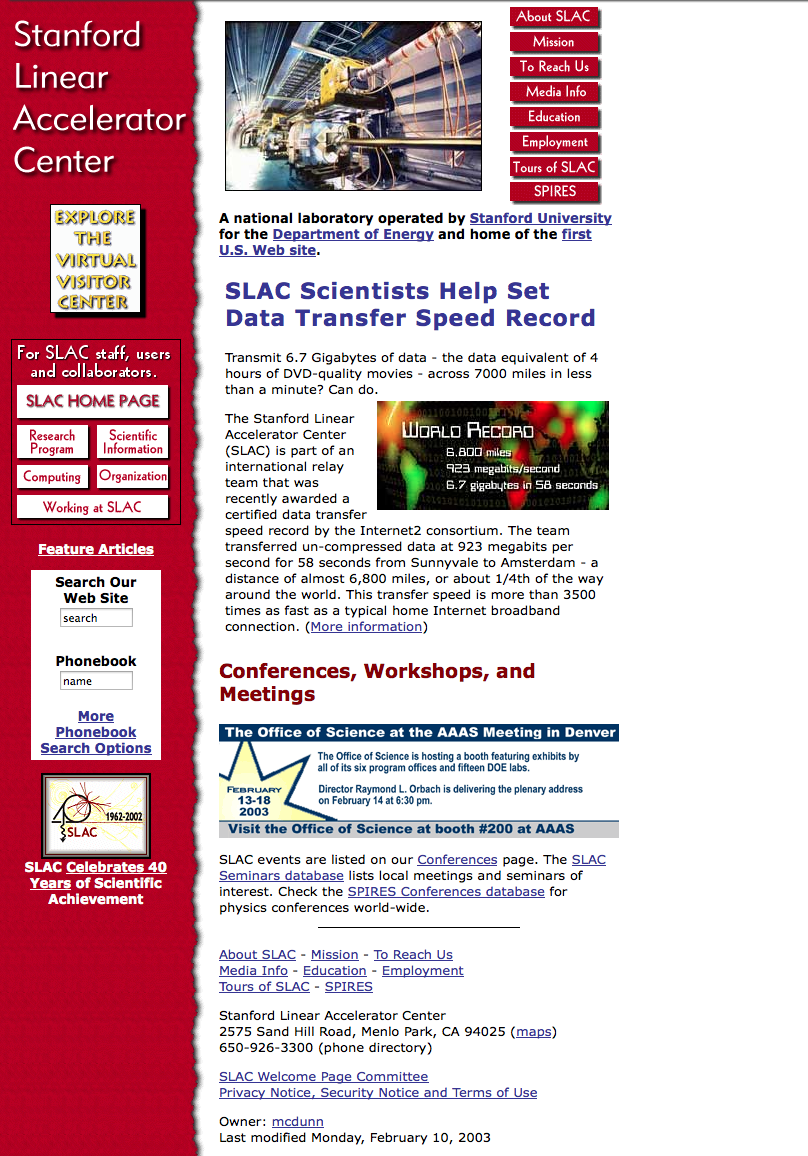 Stanford
Linear
Accelerator
Center
EXPLORE
THE
VIRTUAL
VISITOR
CENTER
For SLAC staff, users
and collaborators.
SLAC HOME PAGE
Research
Program
Scientific
Information
Computing
Organization
Working at SLAC
Feature Articles
Search Our
Web Site
search
Phonebook
name
More
Phonebook
Search Options
1962-2002
SLAC
SLAC Celebrates 40
Years of Scientific
Achievement
About SLAC
Mission
To Reach Us
Media Info
Education
Employment
Tours of SLAC
SPIRES
A national laboratory operated by Stanford University
for the Department of Energy and home of the first
U.S. Web site.
SLAC Scientists Help Set
Data Transfer Speed Record
Transmit 6.7 Gigabytes of data - the data equivalent of 4
hours of DVD-quality movies - across 7000 miles in less
than a minute? Can do.
The Stanford Linear
Accelerator Center
(SLAC) is part of an
international relay
team that was
recently awarded a
certified data transfer
speed record by the Internet2 consortium. The team
transferred un-compressed data at 923 megabits per
second for 58 seconds from Sunnyvale to Amsterdam - a
distance of almost 6,800 miles, or about 1/4th of the way
around the world. This transfer speed is more than 3500
times as fast as a typical home Internet broadband
connection. (More information)
World Record
6,800 miles
923 megabits/second
6.7 gigabytes in 58 seconds
Conferences, Workshops, and
Meetings
The Office of Science at the AAAS Meeting in Denver
FEBRUARY
13-18
2003
The Office of Science is hosting a booth featuring exhibits by
all of its six program offices and fifteen DOE labs.
Director Raymond L. Orbach is delivering the plenary address
on February 14 at 6:30 pm.
Visit the Office of Science at booth #200 at AAAS
SLAC events are listed on our Conferences page. The SLAC
Seminars database lists local meetings and seminars of
interest. Check the SPIRES Conferences database for
physics conferences world-wide.
About SLAC - Mission - To Reach Us
Media Info - Education - Employment
Tours of SLAC - SPIRES
Stanford Linear Accelerator Center
2575 Sand Hill Road, Menlo Park, CA 94025 (maps)
650-926-3300 (phone directory)
SLAC Welcome Page Committee
Privacy Notice, Security Notice and Terms of Use
Owner: mcdunn
Last modified Monday, February 10, 2003